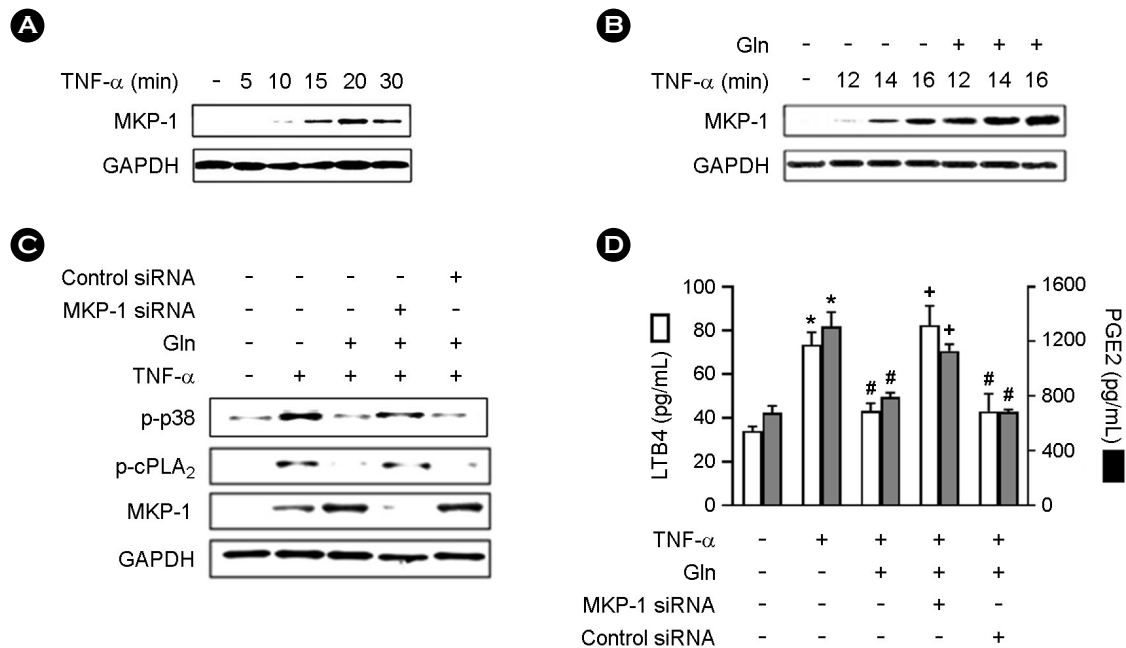 A
TNF-α (min) - 5 10 15 20 30
MKP-1
GAPDH
B
Gln - - - - + + +
TNF-α (min) - 12 14 16 12 14 16
MKP-1
GAPDH
C
Control siRNA - - - - +
MKP-1 siRNA - - - + -
Gln - - + + +
TNF-α - + + + +
p-p38
p-cPLA2
MKP-1
GAPDH
D
LTB4 (pg/mL)
100
80
60
40
20
0
* * # # + + # #
1600
1200
800
400
0
PGE2 (pg/mL)
TNF-α - + + + +
Gln - - + + +
MKP-1 siRNA - - - + -
Control siRNA - - - - +